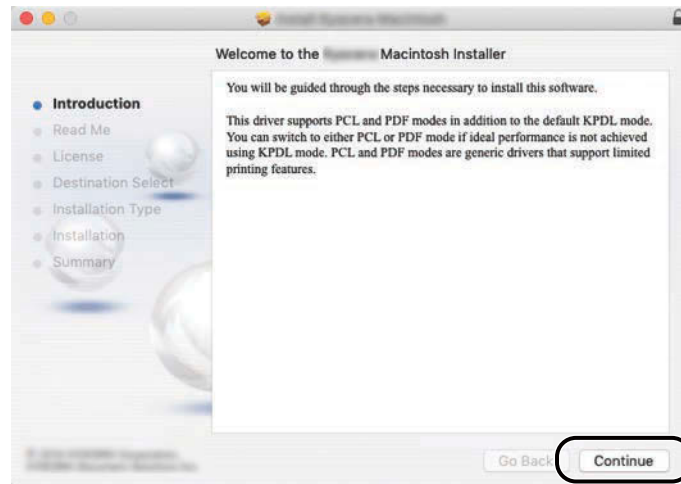 Welcome to the Macintosh Installer
Introduction
Read Me
License
Destination Select
Installation Type
Installation
Summary
You will be guided through the steps necessary to install this software.
This driver supports PCL and PDF modes in addition to the default KPDL mode.
You can switch to either PCL or PDF mode if ideal performance is not achieved
using KPDL mode. PCL and PDF modes are generic drivers that support limited
printing features.
Go Back
Continue